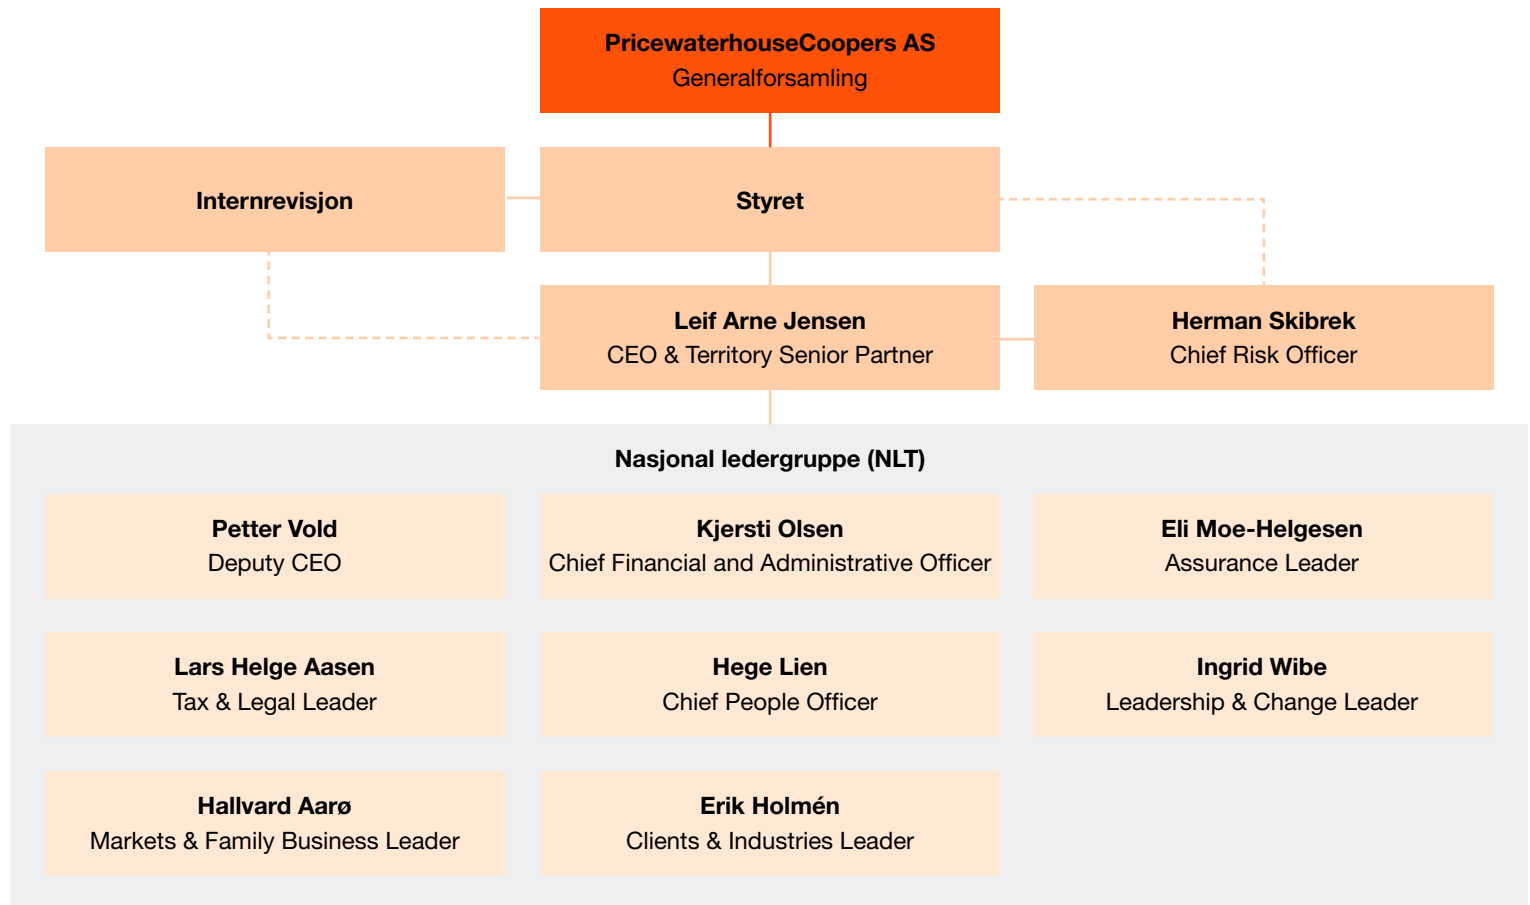 PricewaterhouseCoopers AS
Generalforsamling
Internrevisjon
Styret
Leif Arne Jensen
CEO & Territory Senior Partner
Herman Skibrek
Chief Risk Officer
Nasjonal ledergruppe (NLT)
Petter Vold
Deputy CEO
Kjersti Olsen
Chief Financial and Administrative Officer
Eli Moe-Helgesen
Assurance Leader
Lars Helge Aasen
Tax & Legal Leader
Hege Lien
Chief People Officer
Ingrid Wibe
Leadership & Change Leader
Hallvard Aarø
Markets & Family Business Leader
Erik Holmén
Clients & Industries Leader